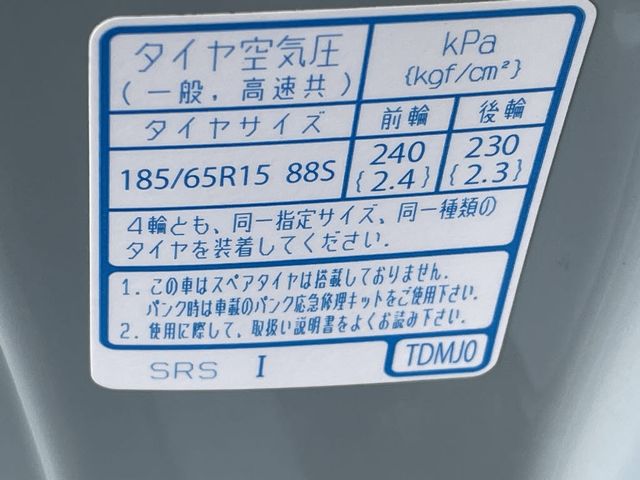 タイヤ空気圧
(一般，高速共)
kPa
{kgf/cm²}
タイヤサイズ
前輪
後輪
185/65R15 88S
240
{2.4}
230
{2.3}
4輪とも、同一指定サイズ、同一種類の
タイヤを装着してください.
1. この車はスペアタイヤは搭載しておりません.
パンク時は車載のパンク応急修理キットをご使用下さい.
2. 使用に際して、取扱い説明書をよくお読み下さい.
SRS I
TDMJ0